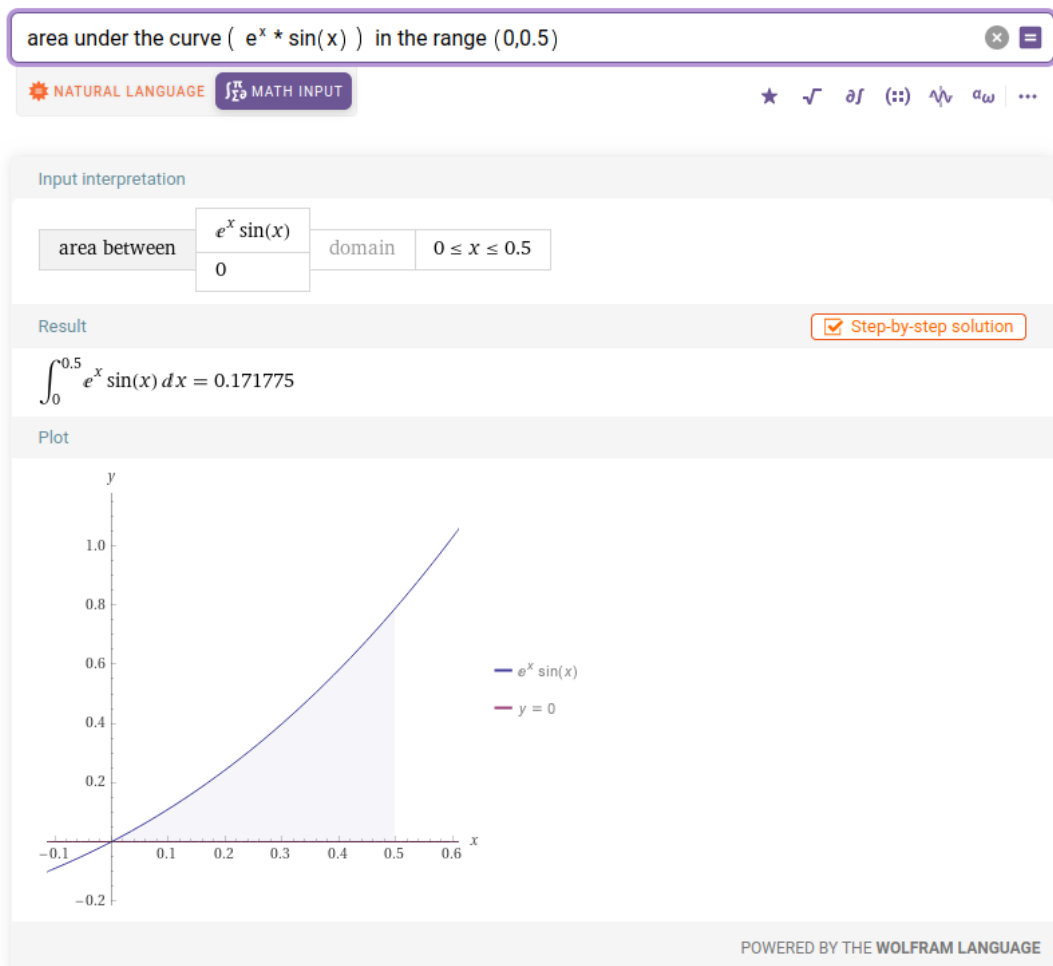 area under the curve ( eˣ * sin(x) ) in the range (0,0.5)
NATURAL LANGUAGE
MATH INPUT
Input interpretation
area between
eˣ sin(x)
0
domain
0 ≤ x ≤ 0.5
Result
Step-by-step solution
∫₀^0.5 eˣ sin(x) dx = 0.171775
Plot
y
1.0
0.8
0.6
eˣ sin(x)
y = 0
0.4
0.2
x
-0.1 0.1 0.2 0.3 0.4 0.5 0.6
-0.2
POWERED BY THE WOLFRAM LANGUAGE